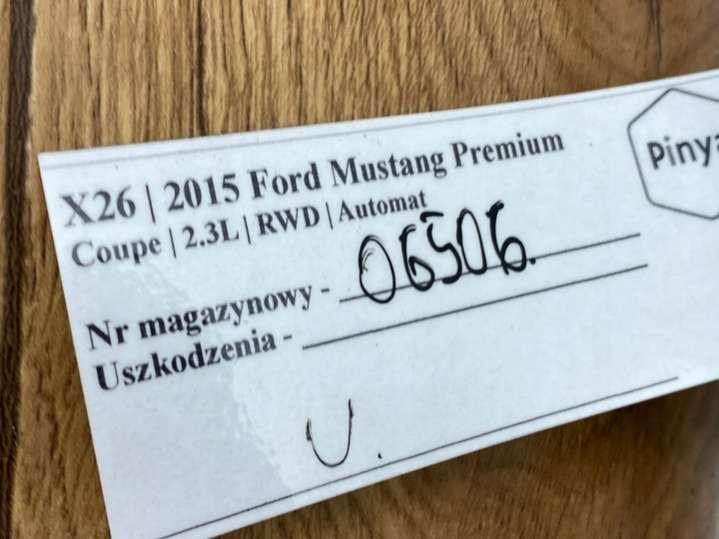 X26 | 2015 Ford Mustang Premium
Coupe | 2.3L | RWD | Automat
Nr magazynowy - 06506.
Uszkodzenia -
U.